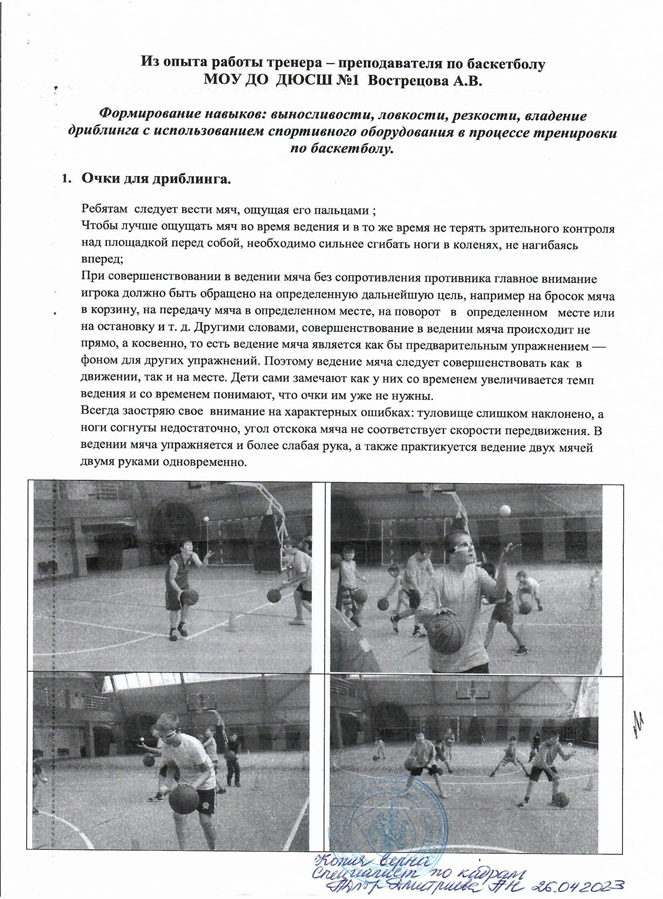 Из опыта работы тренера – преподавателя по баскетболу
МОУ ДО ДЮСШ №1 Вострецова А.В.
Формирование навыков: выносливости, ловкости, резкости, владение
дриблинга с использованием спортивного оборудования в процессе тренировки
по баскетболу.
1. Очки для дриблинга.
Ребятам следует вести мяч, ощущая его пальцами ;
Чтобы лучше ощущать мяч во время ведения и в то же время не терять зрительного контроля
над площадкой перед собой, необходимо сильнее сгибать ноги в коленях, не нагибаясь
вперед;
При совершенствовании в ведении мяча без сопротивления противника главное внимание
игрока должно быть обращено на определенную дальнейшую цель, например на бросок мяча
в корзину, на передачу мяча в определенном месте, на поворот в определенном месте или
на остановку и т. д. Другими словами, совершенствование в ведении мяча происходит не
прямо, а косвенно, то есть ведение мяча является как бы предварительным упражнением —
фоном для других упражнений. Поэтому ведение мяча следует совершенствовать как в
движении, так и на месте. Дети сами замечают как у них со временем увеличивается темп
ведения и со временем понимают, что очки им уже не нужны.
Всегда заостряю свое внимание на характерных ошибках: туловище слишком наклонено, а
ноги согнуты недостаточно, угол отскока мяча не соответствует скорости передвижения. В
ведении мяча упражняется и более слабая рука, а также практикуется ведение двух мячей
двумя руками одновременно.
Копия верна
Специалист по кадрам
Дмитриева АН 26.04.2023